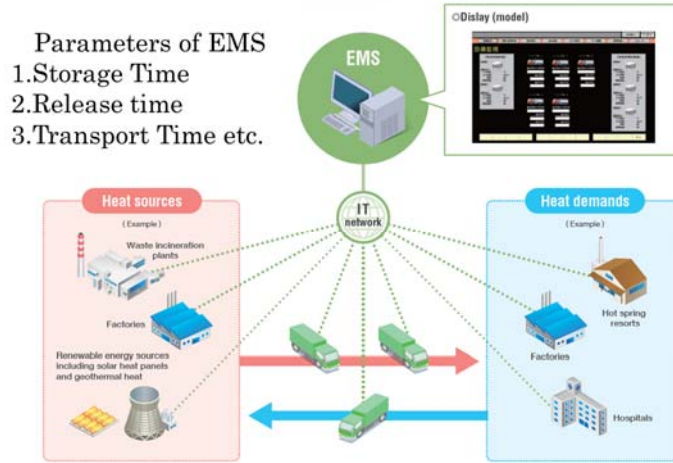 Parameters of EMS
1.Storage Time
2.Release time
3.Transport Time etc.
EMS
Dislay (model)
Heat sources
(Example)
Waste incineration
plants
Factories
Renewable energy sources
including solar heat panels
and geothermal heat
IT
network
Heat demands
(Example)
Hot spring
resorts
Factories
Hospitals